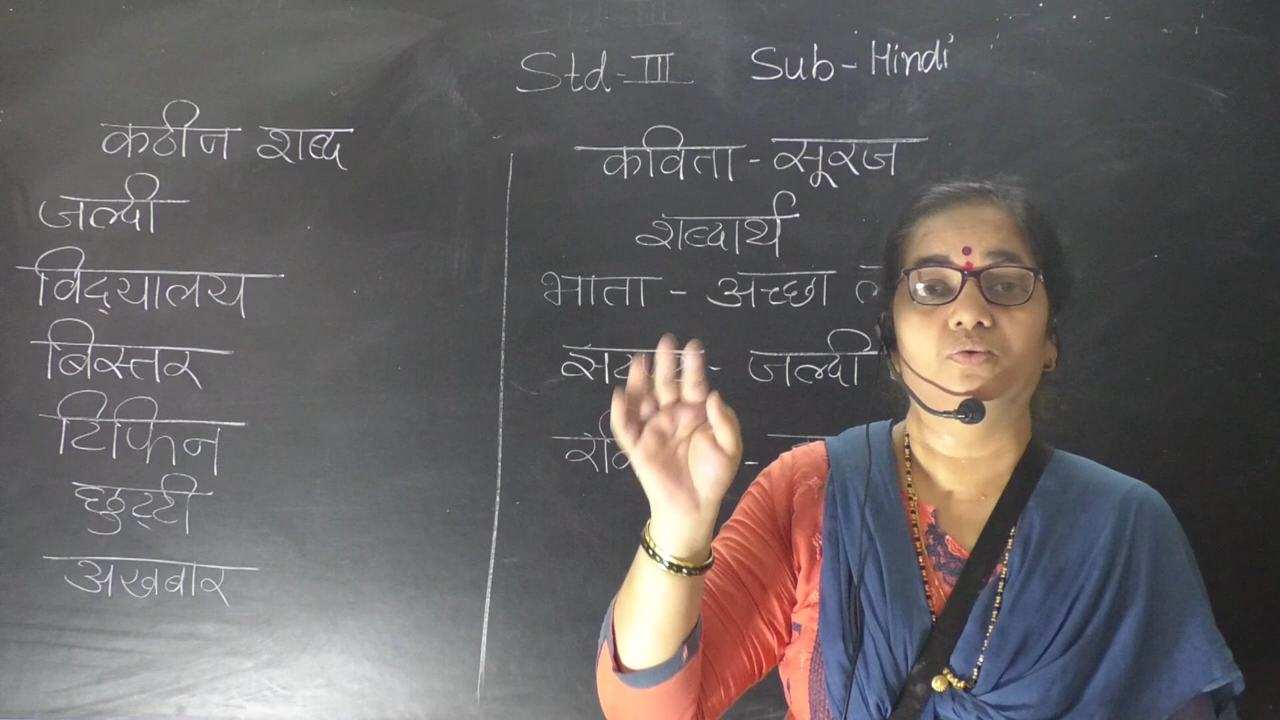 Std-III Sub-Hindi
कठीन शब्द
जल्दी
विद्यालय
बिस्तर
टिफिन
छुट्टी
अखबार
कविता - सूरज
शब्दार्थ
भाता - अच्छा
- जल्दी